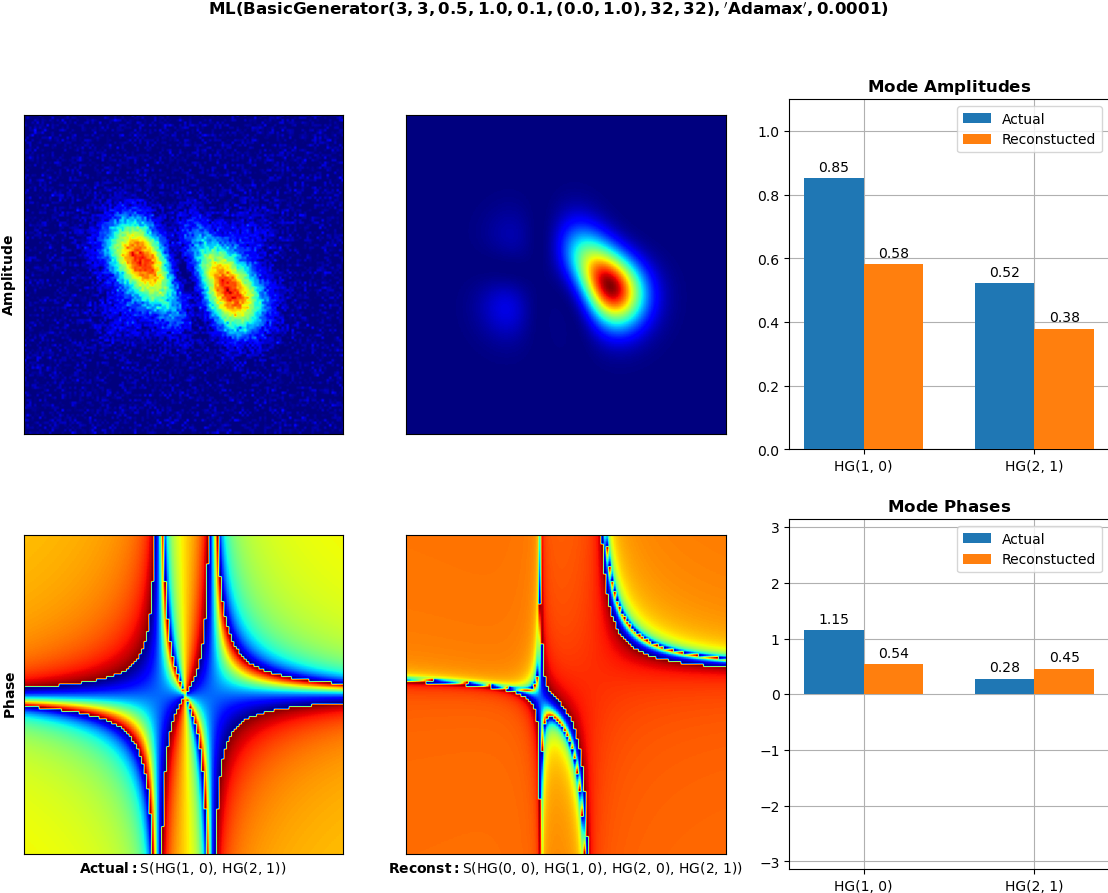 ML(BasicGenerator(3, 3, 0.5, 1.0, 0.1, (0.0, 1.0), 32, 32), ′Adamax′, 0.0001)
Amplitude
Mode Amplitudes
Actual
Reconstucted
1.0
0.8
0.6
0.4
0.2
0.0
0.85
0.58
0.52
0.38
HG(1, 0)
HG(2, 1)
Phase
Actual: S(HG(1, 0), HG(2, 1))
Reconst: S(HG(0, 0), HG(1, 0), HG(2, 0), HG(2, 1))
Mode Phases
Actual
Reconstucted
3
2
1
0
−1
−2
−3
1.15
0.54
0.28
0.45
HG(1, 0)
HG(2, 1)